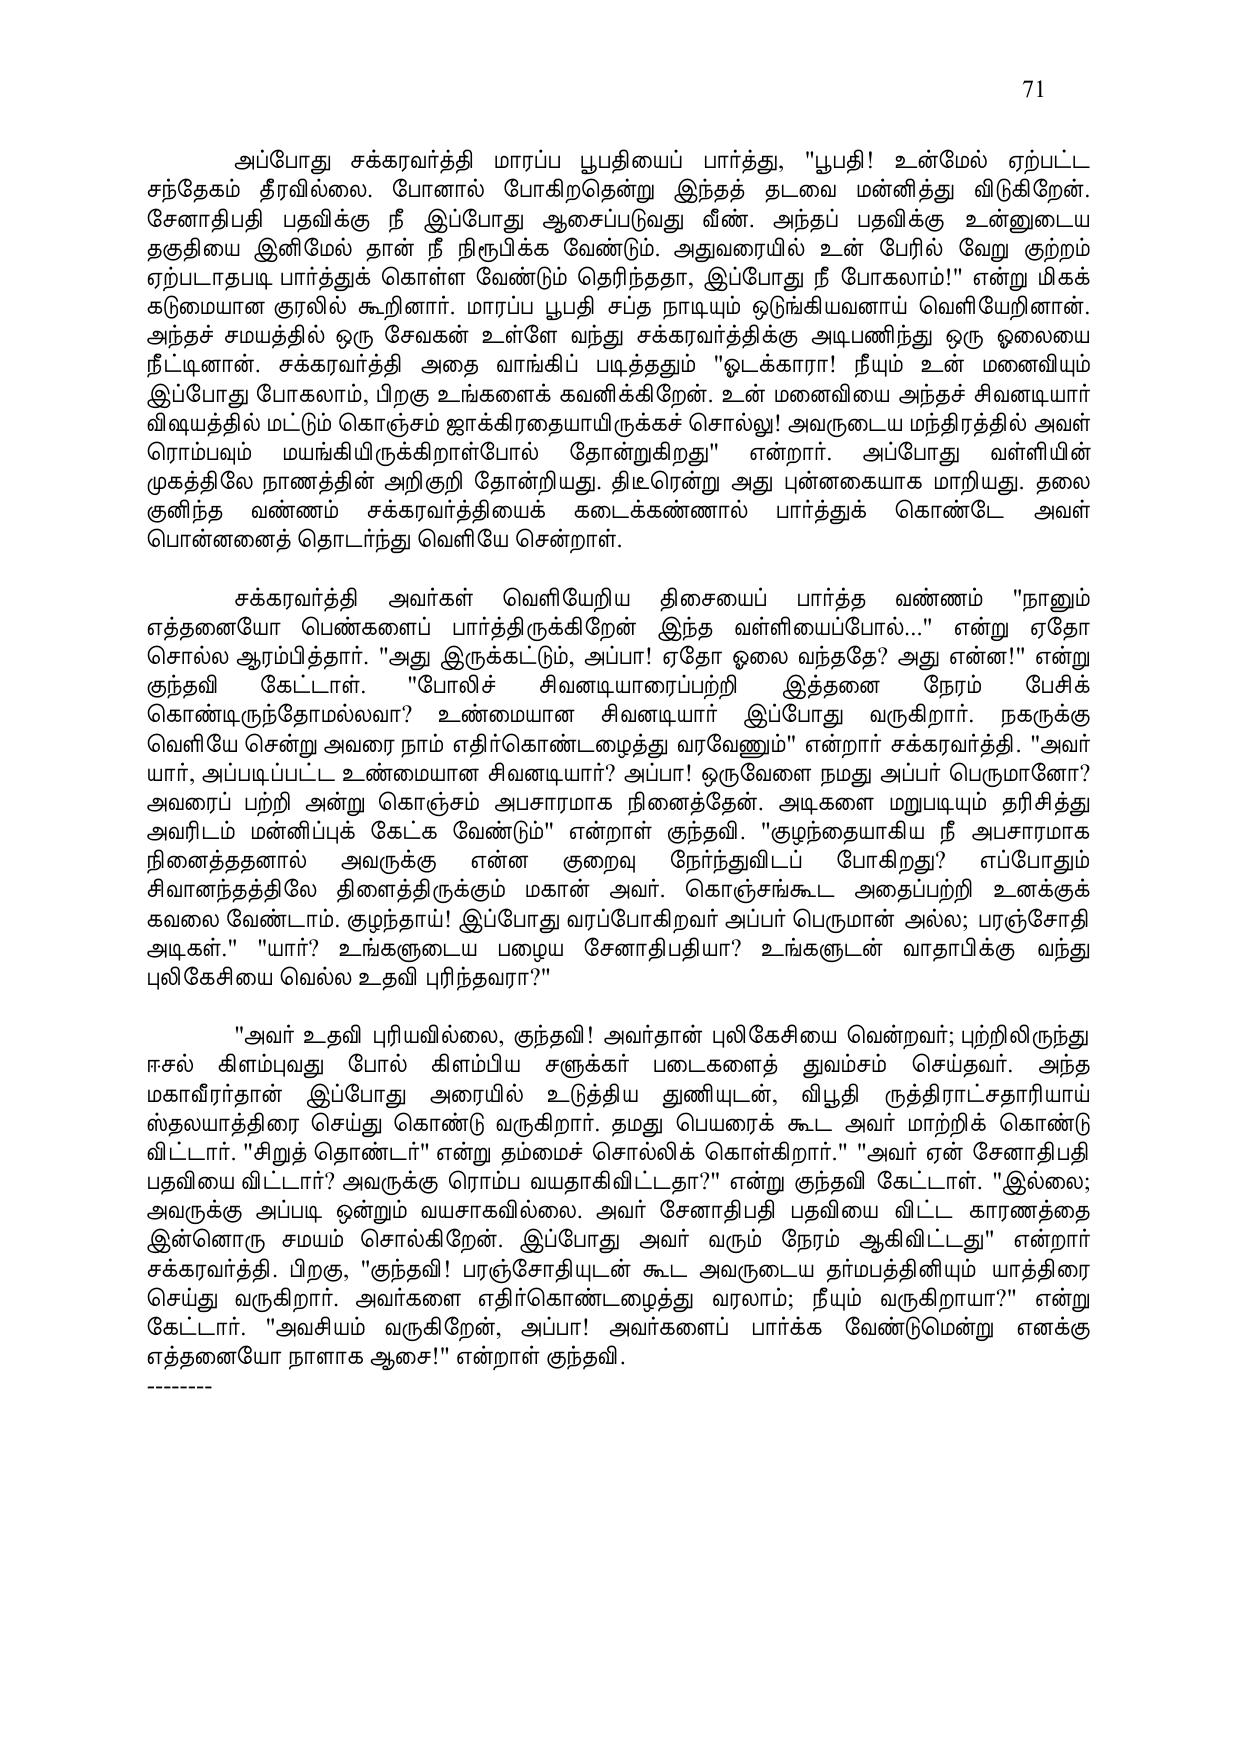 71
அப்போது சக்கரவர்த்தி மாரப்ப பூபதியைப் பார்த்து, "பூபதி! உன்மேல் ஏற்பட்ட
சந்தேகம் தீரவில்லை. போனால் போகிறதென்று இந்தத் தடவை மன்னித்து விடுகிறேன்.
சேனாதிபதி பதவிக்கு நீ இப்போது ஆசைப்படுவது வீண். அந்தப் பதவிக்கு உன்னுடைய
தகுதியை இனிமேல் தான் நீ நிரூபிக்க வேண்டும். அதுவரையில் உன் பேரில் வேறு குற்றம்
ஏற்படாதபடி பார்த்துக் கொள்ள வேண்டும் தெரிந்ததா, இப்போது நீ போகலாம்!" என்று மிகக்
கடுமையான குரலில் கூறினார். மாரப்ப பூபதி சப்த நாடியும் ஒடுங்கியவனாய் வெளியேறினான்.
அந்தச் சமயத்தில் ஒரு சேவகன் உள்ளே வந்து சக்கரவர்த்திக்கு அடிபணிந்து ஒரு ஓலையை
நீட்டினான். சக்கரவர்த்தி அதை வாங்கிப் படித்ததும் "ஓடக்காரா! நீயும் உன் மனைவியும்
இப்போது போகலாம், பிறகு உங்களைக் கவனிக்கிறேன். உன் மனைவியை அந்தச் சிவனடியார்
விஷயத்தில் மட்டும் கொஞ்சம் ஜாக்கிரதையாயிருக்கச் சொல்லு! அவருடைய மந்திரத்தில் அவள்
ரொம்பவும் மயங்கியிருக்கிறாள்போல் தோன்றுகிறது" என்றார். அப்போது வள்ளியின்
முகத்திலே நாணத்தின் அறிகுறி தோன்றியது. திடீரென்று அது புன்னகையாக மாறியது. தலை
குனிந்த வண்ணம் சக்கரவர்த்தியைக் கடைக்கண்ணால் பார்த்துக் கொண்டே அவள்
பொன்னனைத் தொடர்ந்து வெளியே சென்றாள்.
சக்கரவர்த்தி அவர்கள் வெளியேறிய திசையைப் பார்த்த வண்ணம் "நானும்
எத்தனையோ பெண்களைப் பார்த்திருக்கிறேன் இந்த வள்ளியைப்போல்..." என்று ஏதோ
சொல்ல ஆரம்பித்தார். "அது இருக்கட்டும், அப்பா! ஏதோ ஓலை வந்ததே? அது என்ன!" என்று
குந்தவி கேட்டாள். "போலிச் சிவனடியாரைப்பற்றி இத்தனை நேரம் பேசிக்
கொண்டிருந்தோமல்லவா? உண்மையான சிவனடியார் இப்போது வருகிறார். நகருக்கு
வெளியே சென்று அவரை நாம் எதிர்கொண்டழைத்து வரவேணும்" என்றார் சக்கரவர்த்தி. "அவர்
யார், அப்படிப்பட்ட உண்மையான சிவனடியார்? அப்பா! ஒருவேளை நமது அப்பர் பெருமானோ?
அவரைப் பற்றி அன்று கொஞ்சம் அபசாரமாக நினைத்தேன். அடிகளை மறுபடியும் தரிசித்து
அவரிடம் மன்னிப்புக் கேட்க வேண்டும்" என்றாள் குந்தவி. "குழந்தையாகிய நீ அபசாரமாக
நினைத்ததனால் அவருக்கு என்ன குறைவு நேர்ந்துவிடப் போகிறது? எப்போதும்
சிவானந்தத்திலே திளைத்திருக்கும் மகான் அவர். கொஞ்சங்கூட அதைப்பற்றி உனக்குக்
கவலை வேண்டாம். குழந்தாய்! இப்போது வரப்போகிறவர் அப்பர் பெருமான் அல்ல; பரஞ்சோதி
அடிகள்." "யார்? உங்களுடைய பழைய சேனாதிபதியா? உங்களுடன் வாதாபிக்கு வந்து
புலிகேசியை வெல்ல உதவி புரிந்தவரா?"
"அவர் உதவி புரியவில்லை, குந்தவி! அவர்தான் புலிகேசியை வென்றவர்; புற்றிலிருந்து
ஈசல் கிளம்புவது போல் கிளம்பிய சளுக்கர் படைகளைத் துவம்சம் செய்தவர். அந்த
மகாவீரர்தான் இப்போது அரையில் உடுத்திய துணியுடன், விபூதி ருத்திராட்சதாரியாய்
ஸ்தலயாத்திரை செய்து கொண்டு வருகிறார். தமது பெயரைக் கூட அவர் மாற்றிக் கொண்டு
விட்டார். "சிறுத் தொண்டர்" என்று தம்மைச் சொல்லிக் கொள்கிறார்." "அவர் ஏன் சேனாதிபதி
பதவியை விட்டார்? அவருக்கு ரொம்ப வயதாகிவிட்டதா?" என்று குந்தவி கேட்டாள். "இல்லை;
அவருக்கு அப்படி ஒன்றும் வயசாகவில்லை. அவர் சேனாதிபதி பதவியை விட்ட காரணத்தை
இன்னொரு சமயம் சொல்கிறேன். இப்போது அவர் வரும் நேரம் ஆகிவிட்டது" என்றார்
சக்கரவர்த்தி. பிறகு, "குந்தவி! பரஞ்சோதியுடன் கூட அவருடைய தர்மபத்தினியும் யாத்திரை
செய்து வருகிறார். அவர்களை எதிர்கொண்டழைத்து வரலாம்; நீயும் வருகிறாயா?" என்று
கேட்டார். "அவசியம் வருகிறேன், அப்பா! அவர்களைப் பார்க்க வேண்டுமென்று எனக்கு
எத்தனையோ நாளாக ஆசை!" என்றாள் குந்தவி.
--------